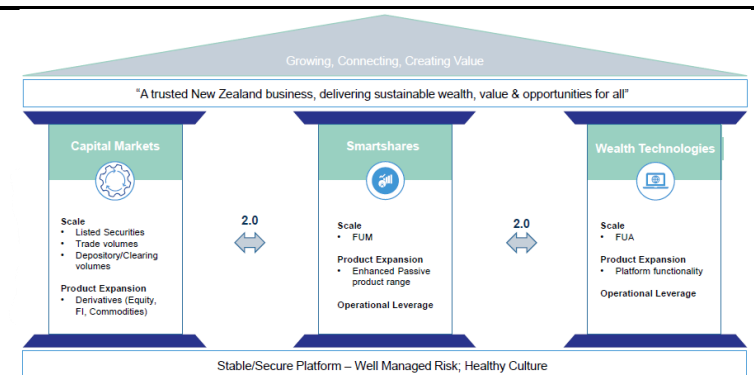 Growing, Connecting, Creating Value
“A trusted New Zealand business, delivering sustainable wealth, value & opportunities for all”
Capital Markets
Scale
• Listed Securities
• Trade volumes
• Depository/Clearing
volumes
Product Expansion
• Derivatives (Equity,
FI, Commodities)
2.0
Smartshares
Scale
• FUM
Product Expansion
• Enhanced Passive
product range
Operational Leverage
2.0
Wealth Technologies
Scale
• FUA
Product Expansion
• Platform functionality
Operational Leverage
Stable/Secure Platform – Well Managed Risk; Healthy Culture